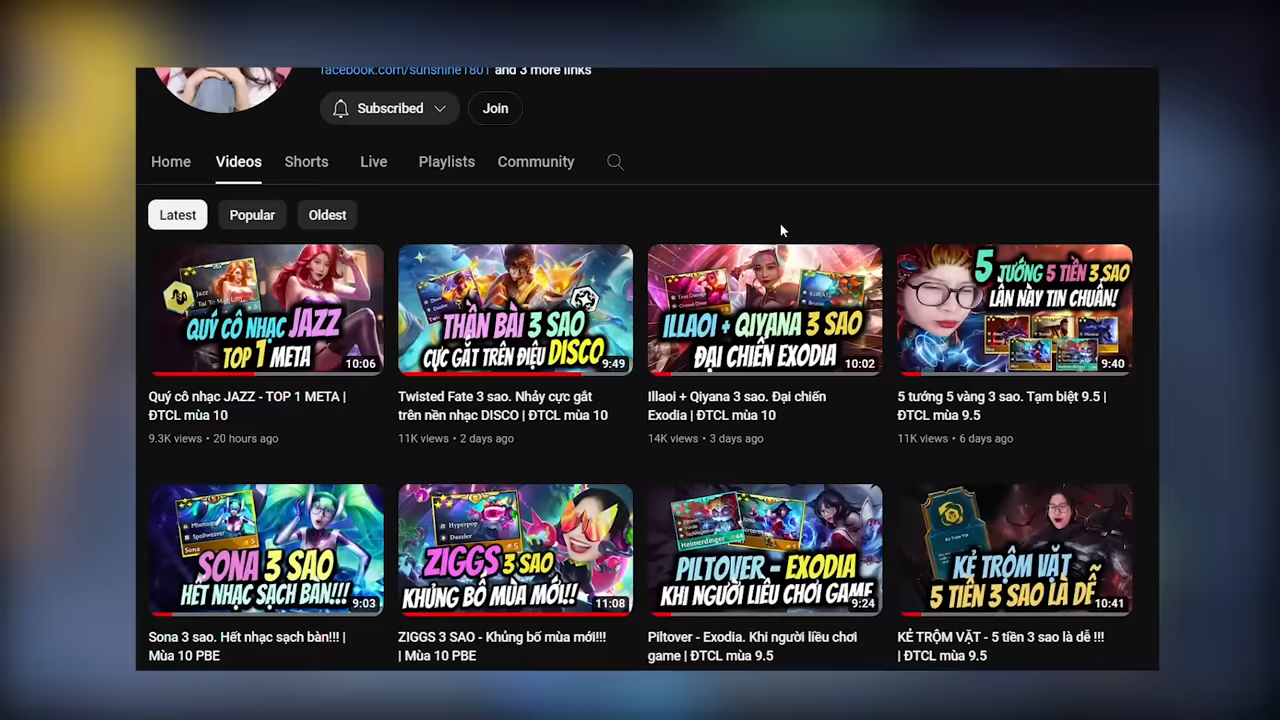 facebook.com/sunshine1801 and 3 more links
Subscribed
Join
Home
Videos
Shorts
Live
Playlists
Community
Latest
Popular
Oldest
Jazz
QUÝ CÔ NHẠC JAZZ
TOP 1 META
10:06
THẦN BÀI 3 SAO
CỰC GẮT TRÊN ĐIỆU DISCO
9:49
ILLAOI + QIYANA 3 SAO
ĐẠI CHIẾN EXODIA
10:02
5 TƯỚNG 5 TIỀN 3 SAO
LẦN NÀY TIN CHUẨN!
9:40
Quý cô nhạc JAZZ - TOP 1 META |
ĐTCL mùa 10
9.3K views • 20 hours ago
Twisted Fate 3 sao. Nhảy cực gắt
trên nền nhạc DISCO | ĐTCL mùa 10
11K views • 2 days ago
Illaoi + Qiyana 3 sao. Đại chiến
Exodia | ĐTCL mùa 10
14K views • 3 days ago
5 tướng 5 vàng 3 sao. Tạm biệt 9.5 |
ĐTCL mùa 9.5
11K views • 6 days ago
Spellweaver
Sona
SONA 3 SAO
HẾT NHẠC SẠCH BÀN!!!
9:03
Hyperpop
Dazzler
ZIGGS 3 SAO
KHỦNG BỐ MÙA MỚI!!
11:08
Heimerdinger
PILTOVER - EXODIA
KHI NGƯỜI LIỀU CHƠI GAME
9:24
Kẻ Trộm Vặt
KẺ TRỘM VẶT
5 TIỀN 3 SAO LÀ DỄ
10:41
Sona 3 sao. Hết nhạc sạch bàn!!! |
Mùa 10 PBE
ZIGGS 3 SAO - Khủng bố mùa mới!!!
| Mùa 10 PBE
Piltover - Exodia. Khi người liều chơi
game | ĐTCL mùa 9.5
KẺ TRỘM VẶT - 5 tiền 3 sao là dễ !!!
| ĐTCL mùa 9.5